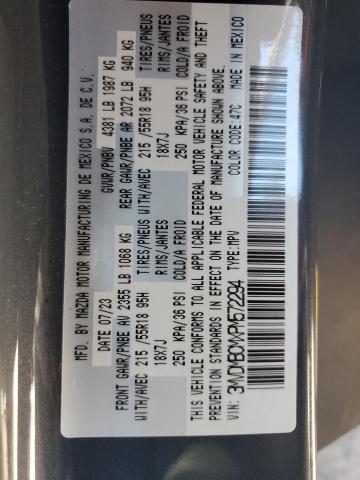 MFD. BY MAZDA MOTOR MANUFACTURING DE MEXICO S.A. DE C.V.
DATE 07/23 GVWR/PNBV 4381 LB 1987 KG
FRONT GAWR/PNBE AV 2355 LB 1068 KG REAR GAWR/PNBE AR 2072 LB 940 KG
WITH/AVEC 215/55R18 95H TIRES/PNEUS WITH/AVEC 215/55R18 95H TIRES/PNEUS
18X7J RIMS/JANTES 18X7J RIMS/JANTES
250 KPA/36 PSI COLD/A FROID 250 KPA/36 PSI COLD/A FROID
THIS VEHICLE CONFORMS TO ALL APPLICABLE FEDERAL MOTOR VEHICLE SAFETY AND THEFT
PREVENTION STANDARDS IN EFFECT ON THE DATE OF MANUFACTURE SHOWN ABOVE.
VIN: TYPE: MPV COLOR CODE: 47C MADE IN MEXICO